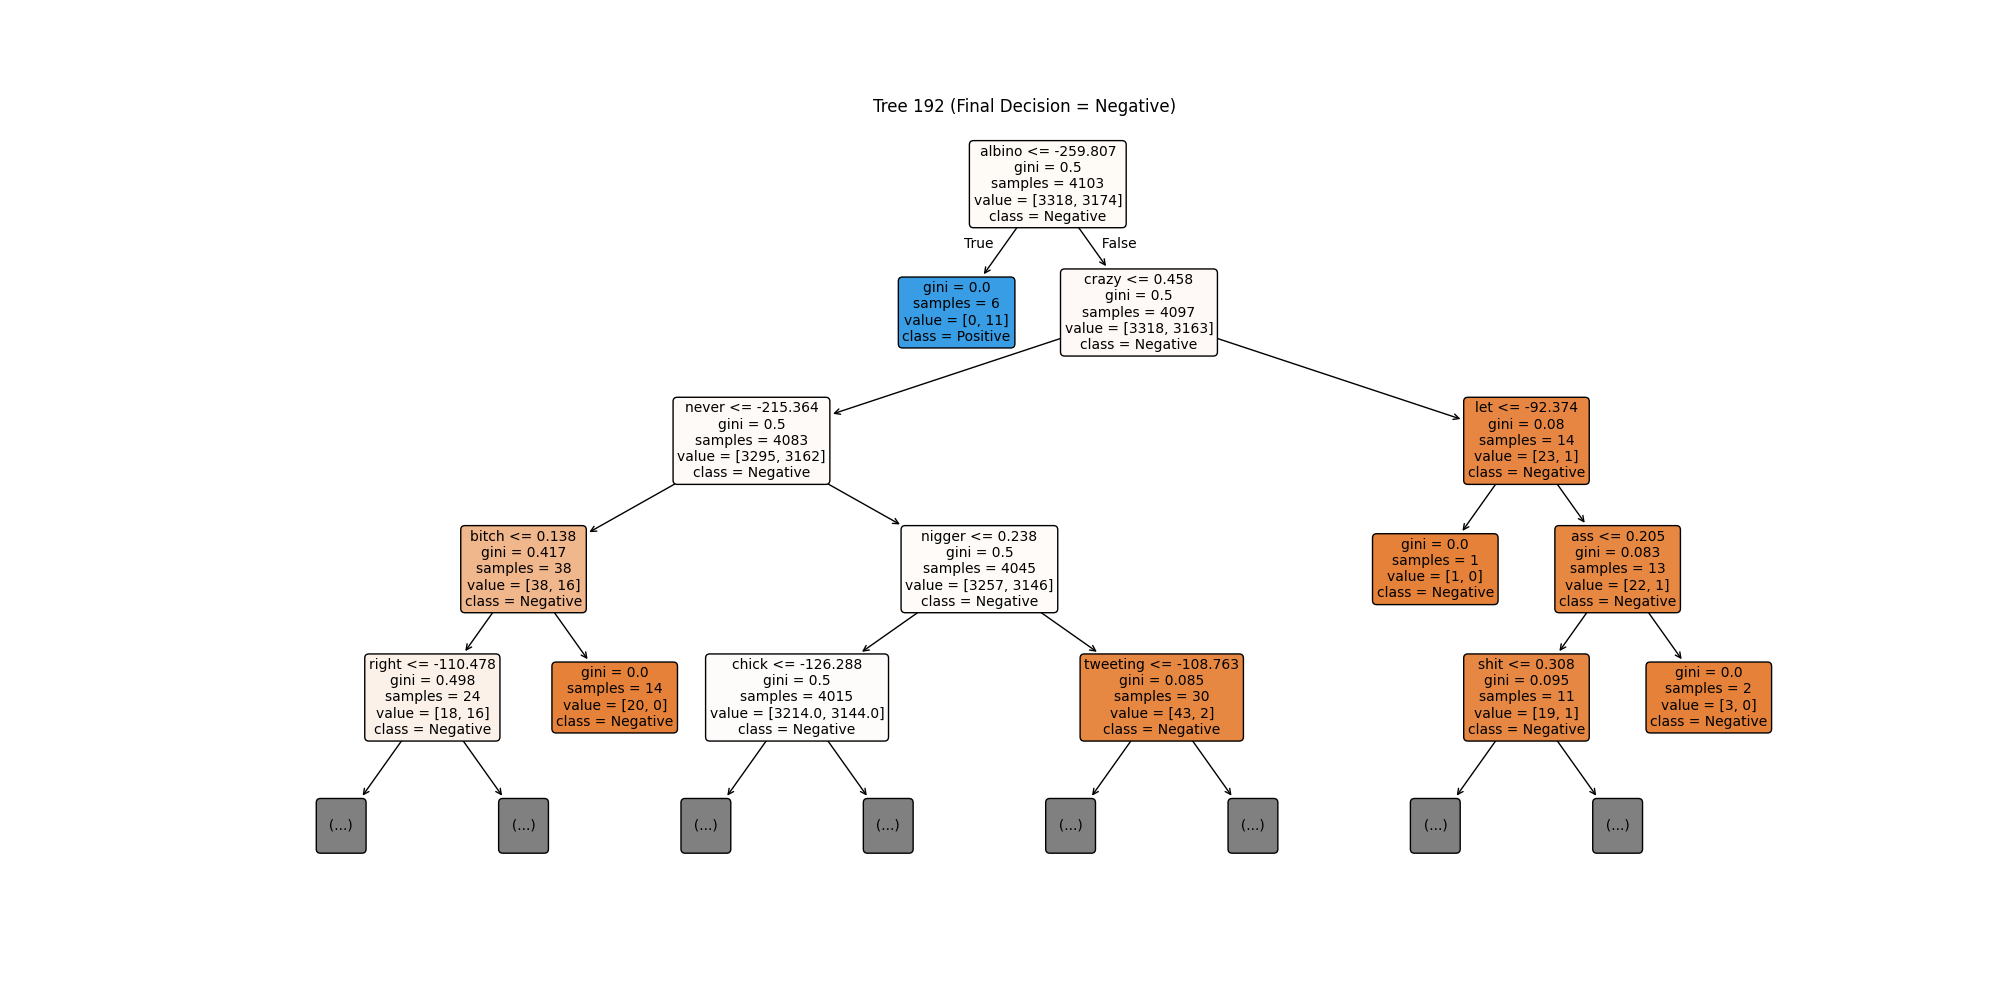 Tree 192 (Final Decision = Negative)
albino <= -259.807
gini = 0.5
samples = 4103
value = [3318, 3174]
class = Negative
True
False
gini = 0.0
samples = 6
value = [0, 11]
class = Positive
crazy <= 0.458
gini = 0.5
samples = 4097
value = [3318, 3163]
class = Negative
never <= -215.364
gini = 0.5
samples = 4083
value = [3295, 3162]
class = Negative
let <= -92.374
gini = 0.08
samples = 14
value = [23, 1]
class = Negative
bitch <= 0.138
gini = 0.417
samples = 38
value = [38, 16]
class = Negative
nigger <= 0.238
gini = 0.5
samples = 4045
value = [3257, 3146]
class = Negative
gini = 0.0
samples = 1
value = [1, 0]
class = Negative
ass <= 0.205
gini = 0.083
samples = 13
value = [22, 1]
class = Negative
right <= -110.478
gini = 0.498
samples = 24
value = [18, 16]
class = Negative
gini = 0.0
samples = 14
value = [20, 0]
class = Negative
chick <= -126.288
gini = 0.5
samples = 4015
value = [3214.0, 3144.0]
class = Negative
tweeting <= -108.763
gini = 0.085
samples = 30
value = [43, 2]
class = Negative
shit <= 0.308
gini = 0.095
samples = 11
value = [19, 1]
class = Negative
gini = 0.0
samples = 2
value = [3, 0]
class = Negative
(...)
(...)
(...)
(...)
(...)
(...)
(...)
(...)